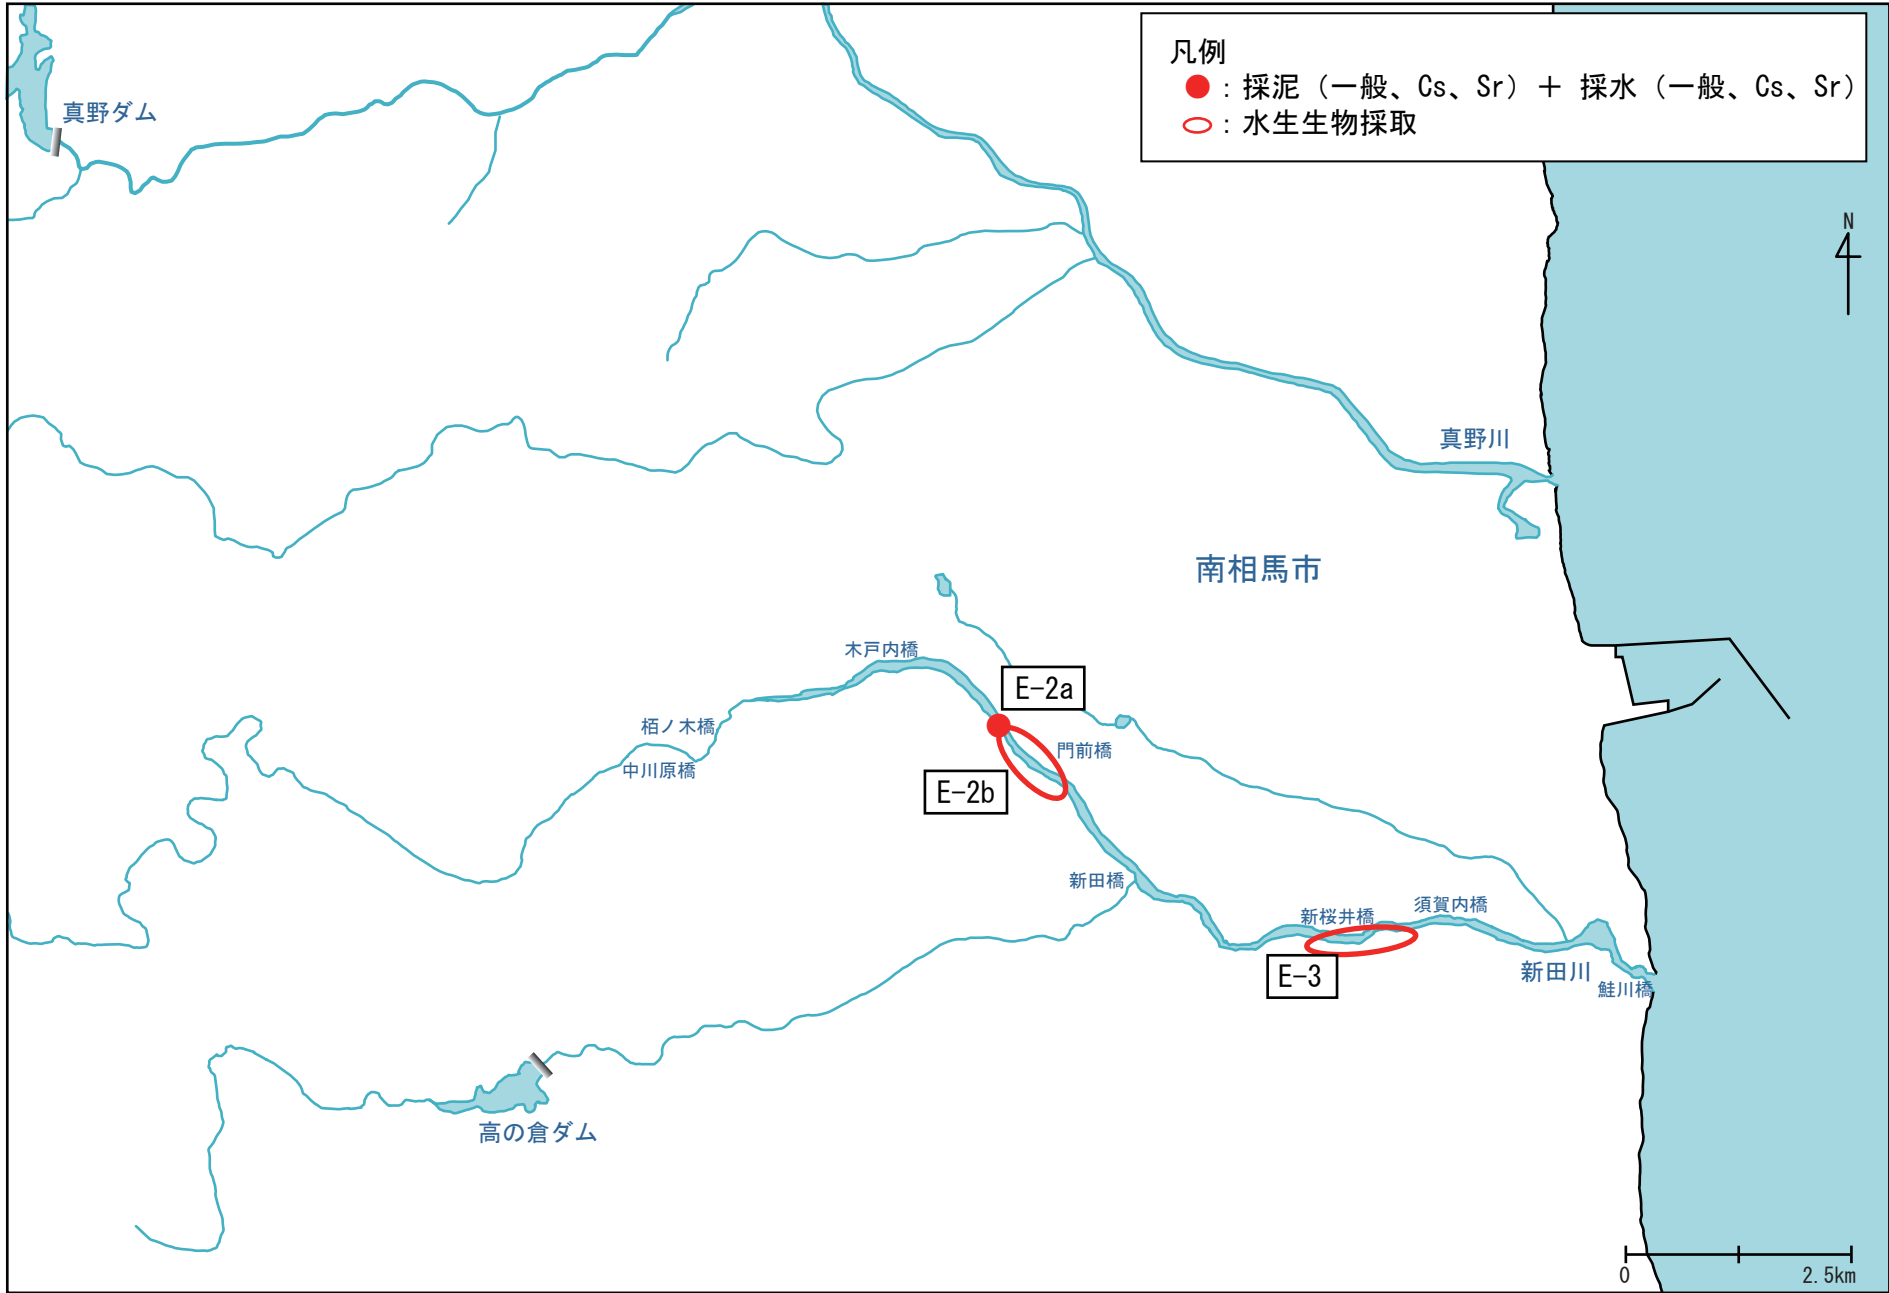 凡例
：採泥（一般、Cs、Sr）＋ 採水（一般、Cs、Sr）
：水生生物採取
真野ダム
N
真野川
南相馬市
木戸内橋
E-2a
栢ノ木橋
門前橋
中川原橋
E-2b
新田橋
須賀内橋
新桜井橋
E-3
新田川
鮭川橋
高の倉ダム
0
2.5km